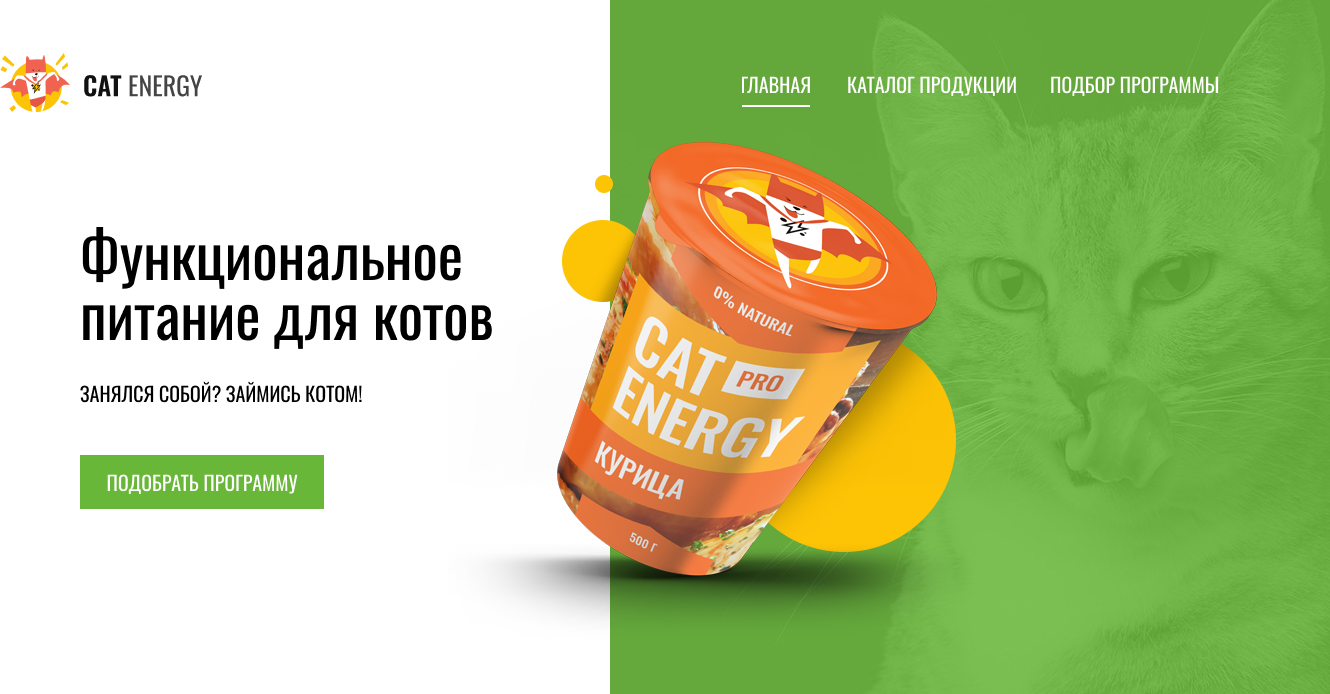 CAT ENERGY
ГЛАВНАЯ
КАТАЛОГ ПРОДУКЦИИ
ПОДБОР ПРОГРАММЫ
Функциональное
питание для котов
ЗАНЯЛСЯ СОБОЙ? ЗАЙМИСЬ КОТОМ!
ПОДОБРАТЬ ПРОГРАММУ
0% NATURAL
CAT PRO
ENERGY
КУРИЦА
500 Г